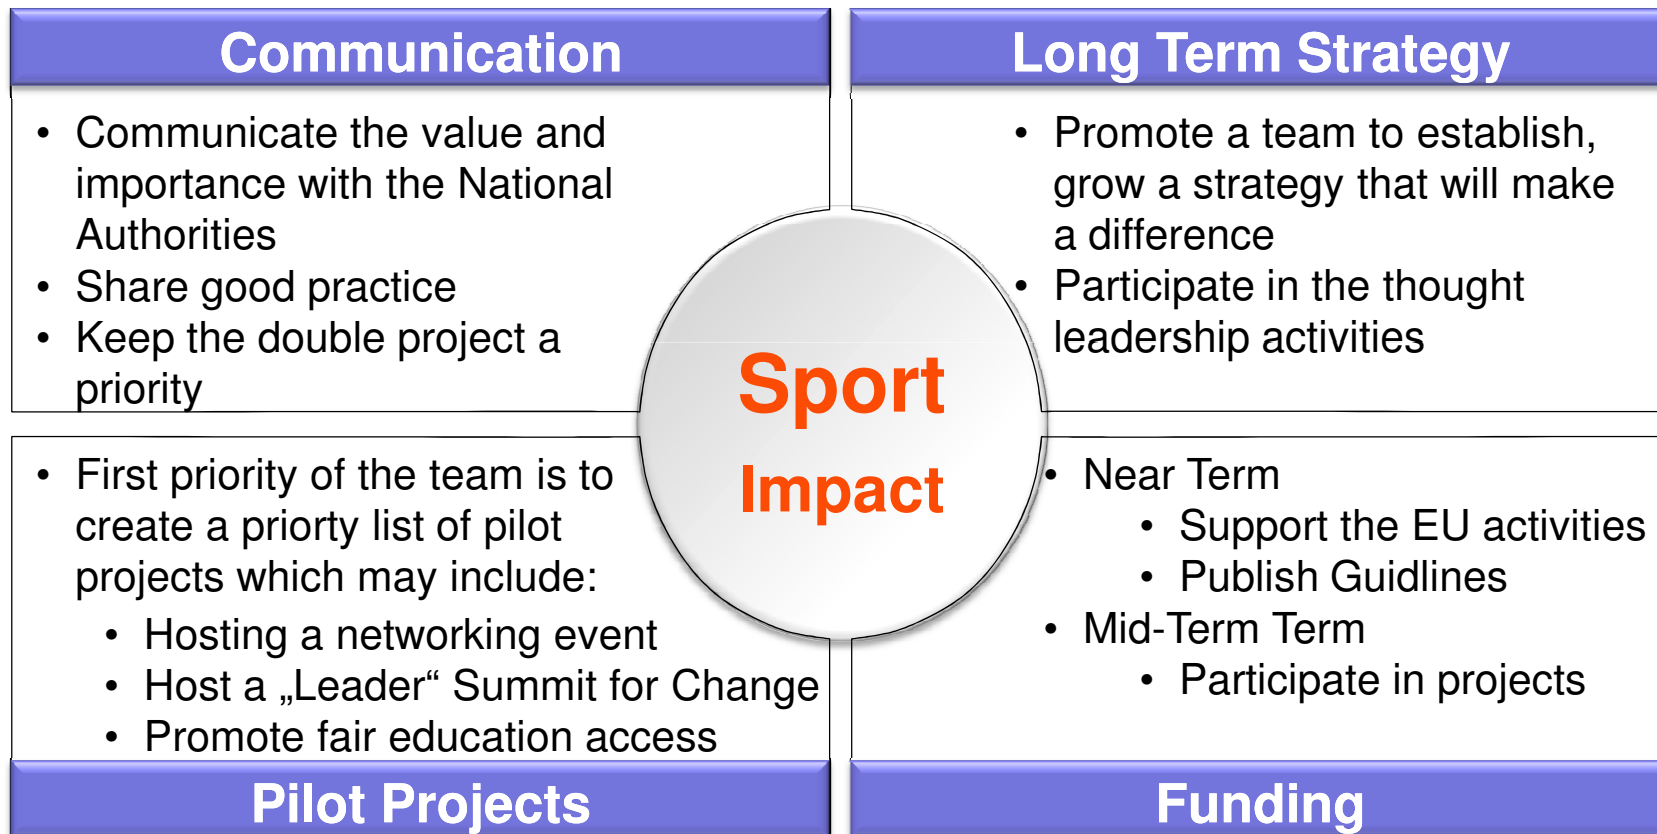 Communication
• Communicate the value and
importance with the National
Authorities
• Share good practice
• Keep the double project a
priority
Long Term Strategy
• Promote a team to establish,
grow a strategy that will make
a difference
• Participate in the thought
leadership activities
Sport
Impact
• First priority of the team is to
create a priorty list of pilot
projects which may include:
• Hosting a networking event
• Host a „Leader“ Summit for Change
• Promote fair education access
Pilot Projects
• Near Term
• Support the EU activities
• Publish Guidlines
• Mid-Term Term
• Participate in projects
Funding